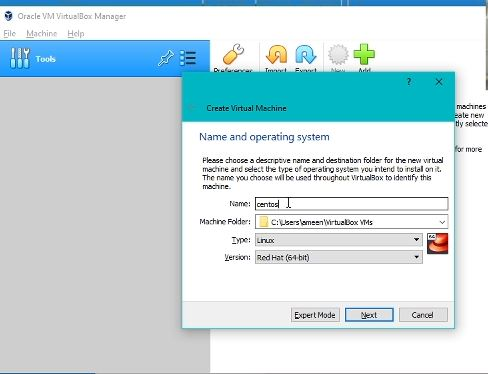 Oracle VM VirtualBox Manager
File Machine Help
Tools
Preferences Import Export New Add
? ×
Create Virtual Machine
machines
eate new
tly selecte
for more
Name and operating system
Please choose a descriptive name and destination folder for the new virtual
machine and select the type of operating system you intend to install on it.
The name you choose will be used throughout VirtualBox to identify this
machine.
Name: centos
Machine Folder: C:\Users\ameen\VirtualBox VMs
Type: Linux
64
Version: Red Hat (64-bit)
Expert Mode Next Cancel